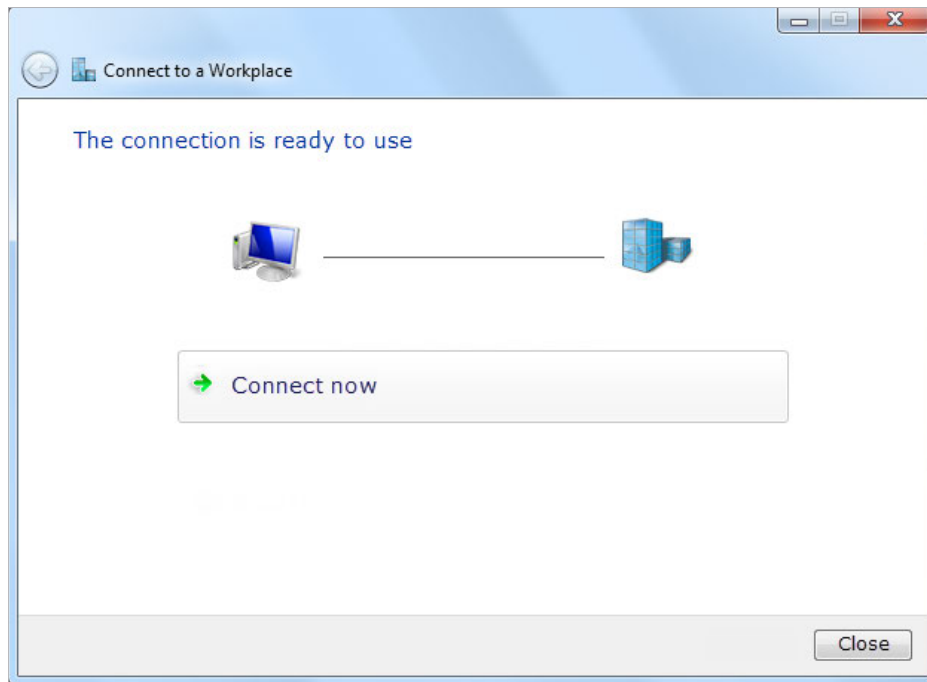 Connect to a Workplace
The connection is ready to use
Connect now
Close